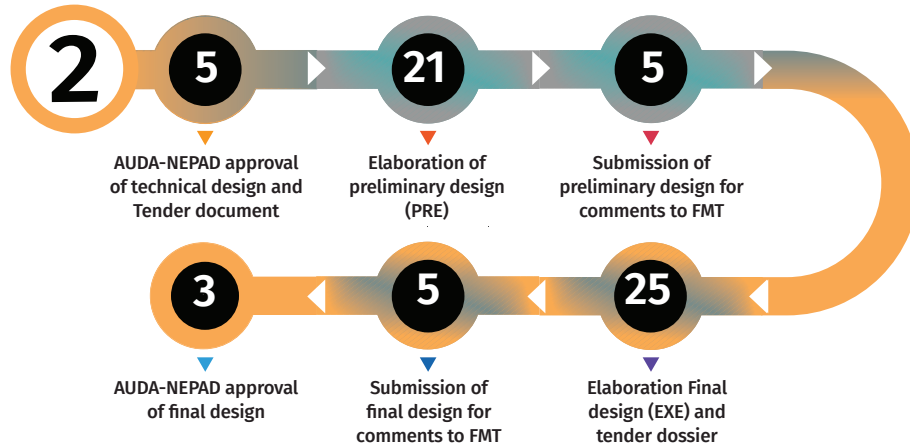 2
5
21
5
AUDA-NEPAD approval
of technical design and
Tender document
Elaboration of
preliminary design
(PRE)
Submission of
preliminary design for
comments to FMT
3
5
25
AUDA-NEPAD approval
of final design
Submission of
final design for
comments to FMT
Elaboration Final
design (EXE) and
tender dossier